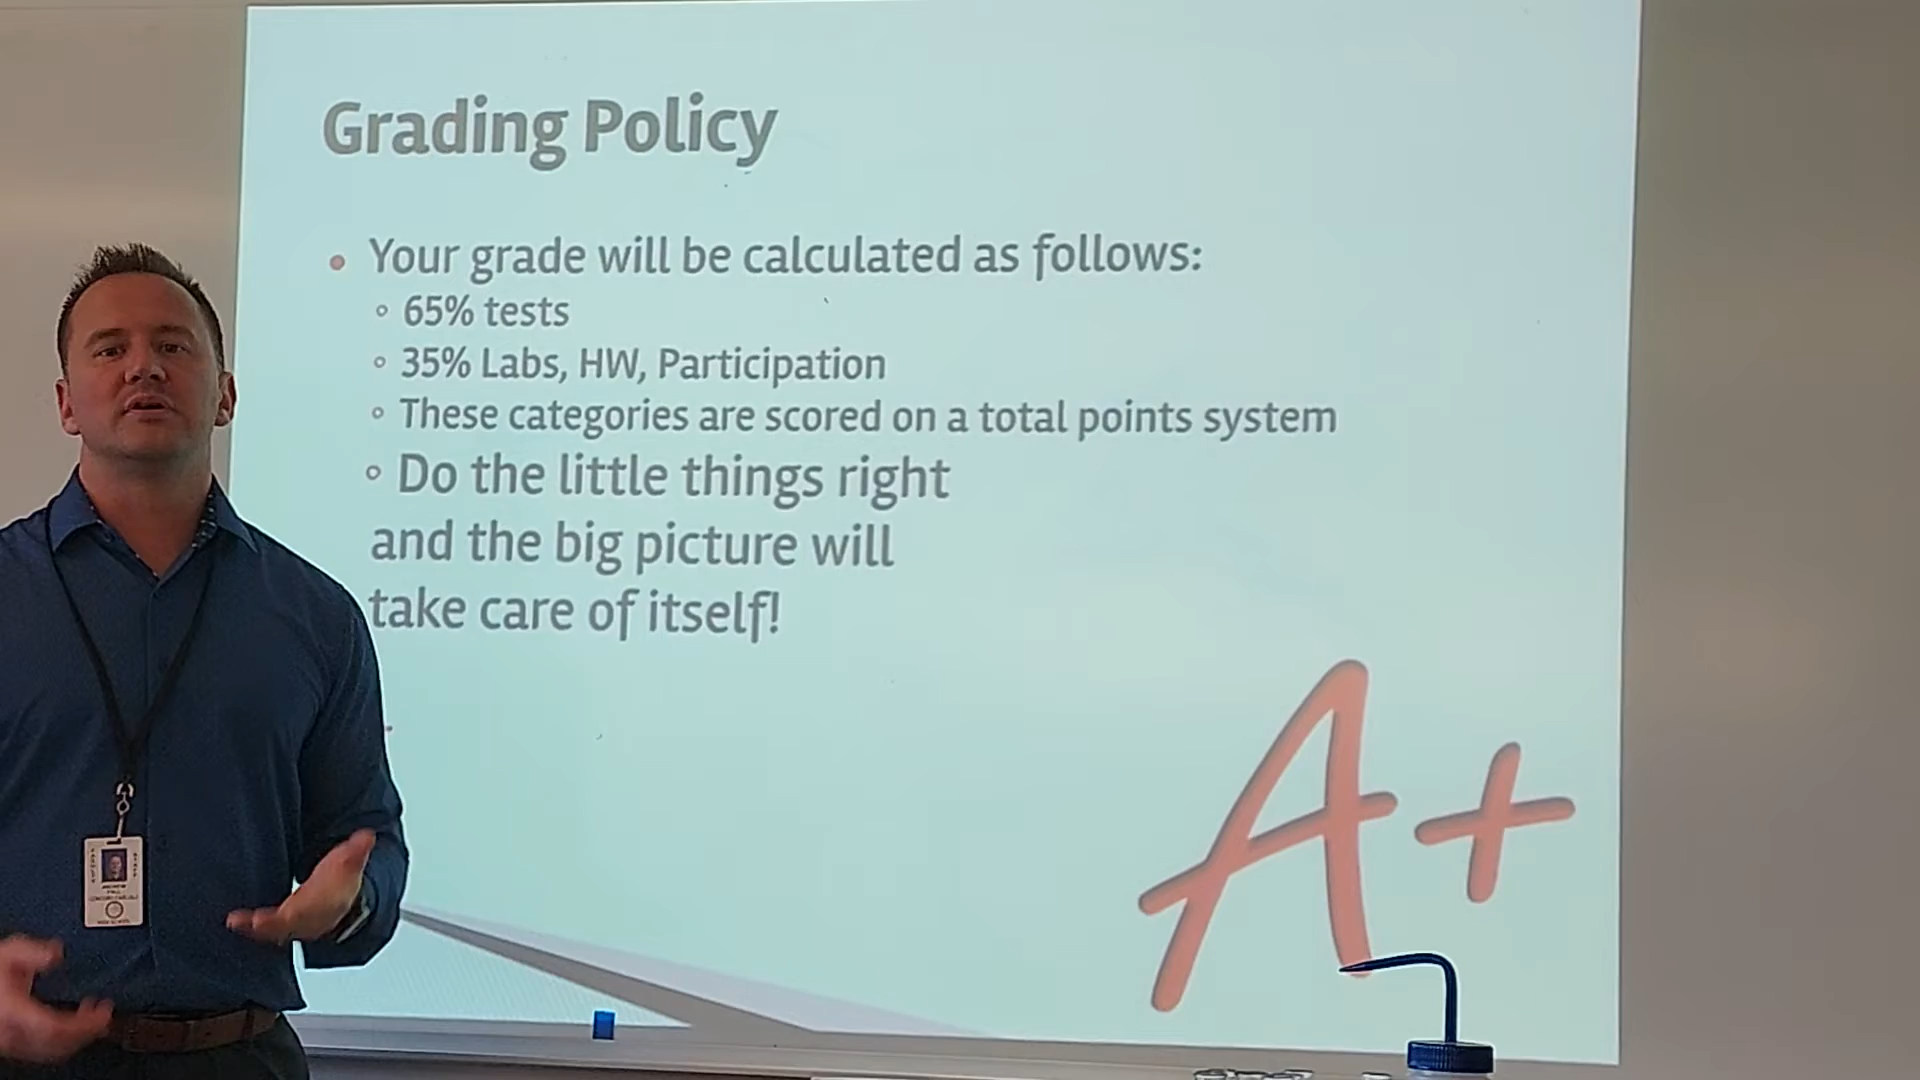 Grading Policy
• Your grade will be calculated as follows:
◦ 65% tests
◦ 35% Labs, HW, Participation
◦ These categories are scored on a total points system
◦ Do the little things right
and the big picture will
take care of itself!
A+